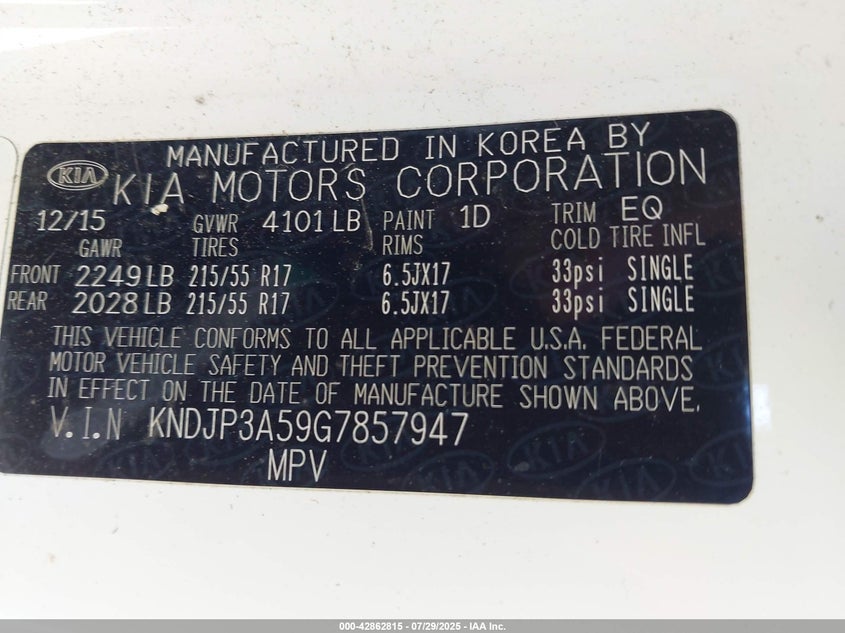 MANUFACTURED IN KOREA BY
KIA KIA MOTORS CORPORATION
12/15 GVWR 4101 LB PAINT 1D TRIM EQ
GAWR TIRES RIMS COLD TIRE INFL
FRONT 2249 LB 215/55 R17 6.5JX17 33psi SINGLE
REAR 2028 LB 215/55 R17 6.5JX17 33psi SINGLE
THIS VEHICLE CONFORMS TO ALL APPLICABLE U.S.A. FEDERAL
MOTOR VEHICLE SAFETY AND THEFT PREVENTION STANDARDS
IN EFFECT ON THE DATE OF MANUFACTURE SHOWN ABOVE.
V.I.N KNDJP3A59G7857947
MPV
000-42862815 - 07/29/2025 - IAA Inc.